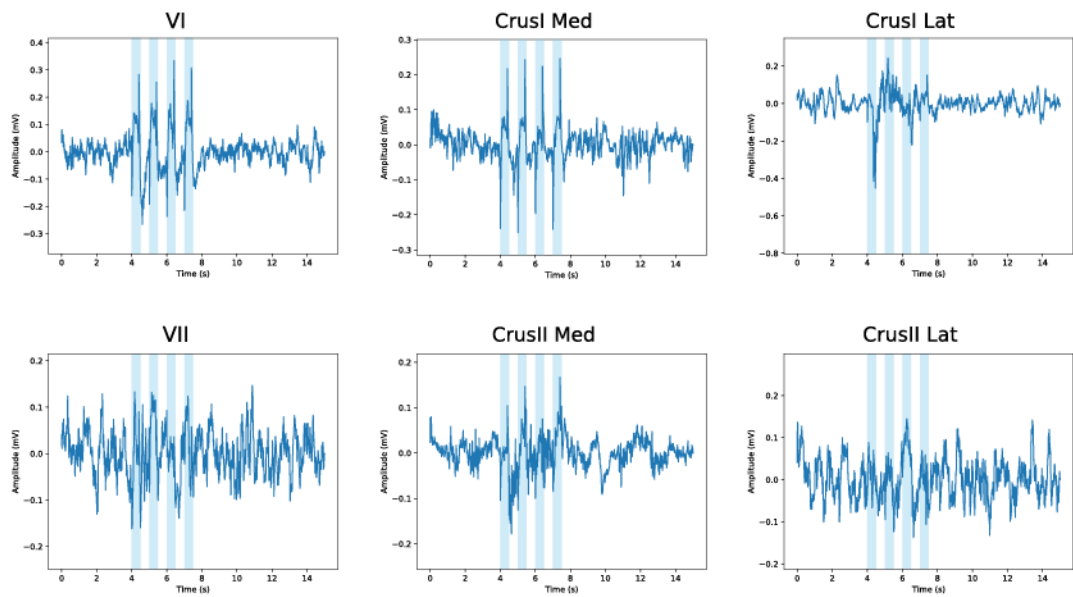 VI
CrusI Med
CrusI Lat
0.4
0.3
0.2
0.1
0.0
−0.1
−0.2
−0.3
Amplitude (mV)
0 2 4 6 8 10 12 14
Time (s)
0.3
0.2
0.1
0.0
−0.1
−0.2
−0.3
Amplitude (mV)
0 2 4 6 8 10 12 14
Time (s)
0.2
0.0
−0.2
−0.4
−0.6
−0.8
Amplitude (mV)
0 2 4 6 8 10 12 14
Time (s)
VII
CrusII Med
CrusII Lat
0.2
0.1
0.0
−0.1
−0.2
Amplitude (mV)
0 2 4 6 8 10 12 14
Time (s)
0.2
0.1
0.0
−0.1
−0.2
Amplitude (mV)
0 2 4 6 8 10 12 14
Time (s)
0.2
0.1
0.0
−0.1
−0.2
Amplitude (mV)
0 2 4 6 8 10 12 14
Time (s)